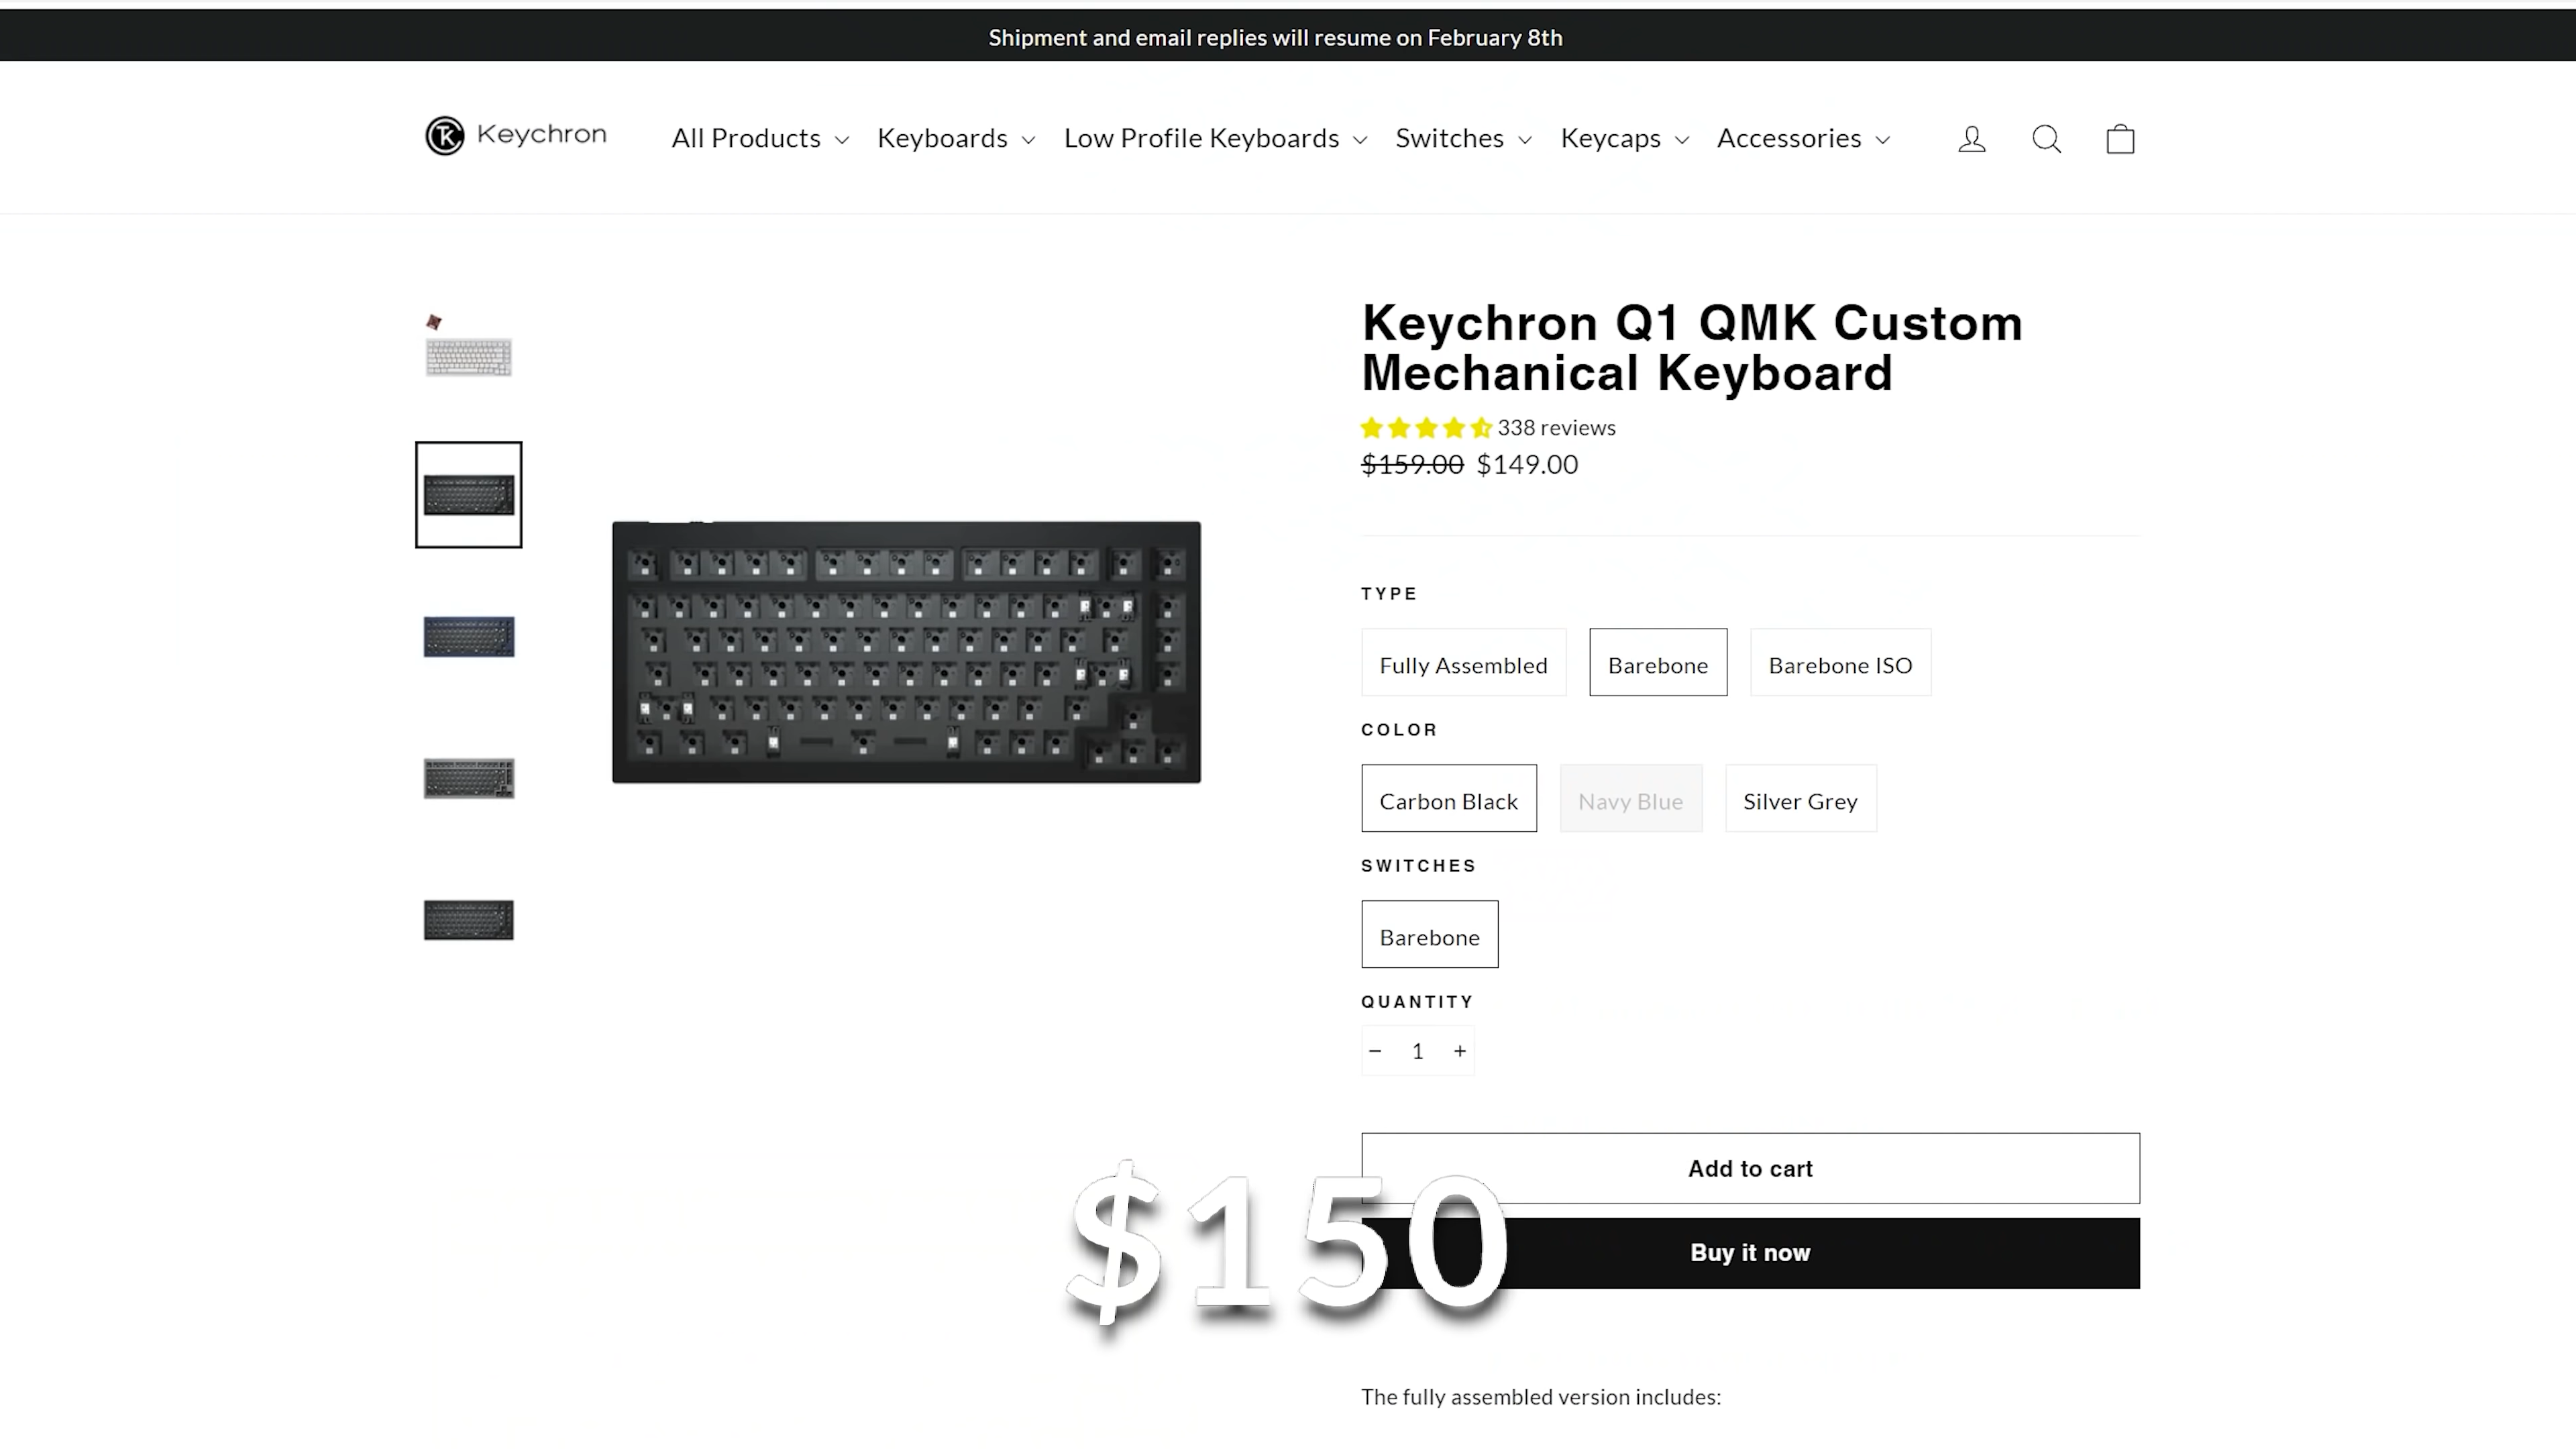 Shipment and email replies will resume on February 8th
Keychron
All Products
Keyboards
Low Profile Keyboards
Switches
Keycaps
Accessories
Keychron Q1 QMK Custom
Mechanical Keyboard
338 reviews
$159.00 $149.00
TYPE
Fully Assembled
Barebone
Barebone ISO
COLOR
Carbon Black
Navy Blue
Silver Grey
SWITCHES
Barebone
QUANTITY
− 1 +
Add to cart
$150
Buy it now
The fully assembled version includes: